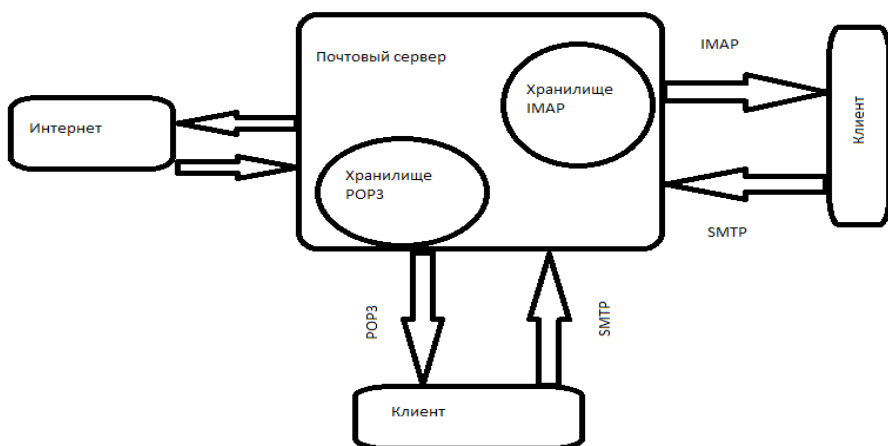 Почтовый сервер
IMAP
Хранилище
IMAP
Клиент
Интернет
Хранилище
POP3
SMTP
POP3
SMTP
Клиент